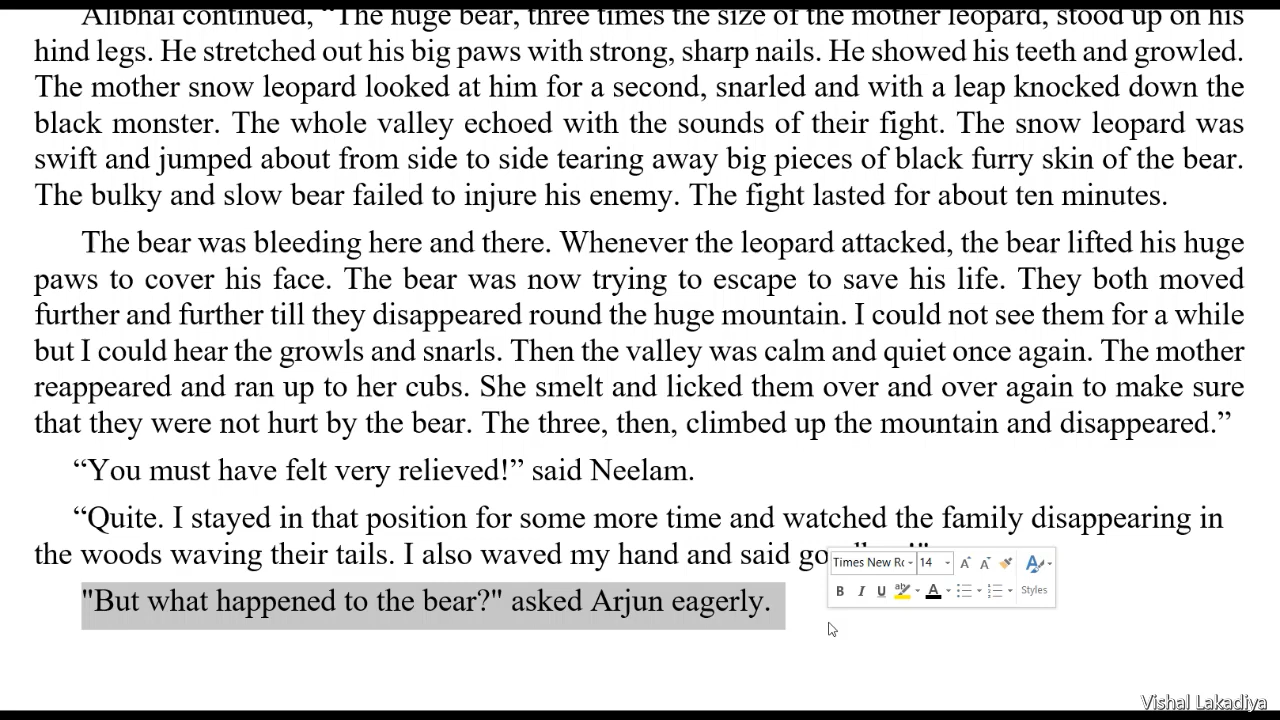 Alibhai continued, “The huge bear, three times the size of the mother leopard, stood up on his
hind legs. He stretched out his big paws with strong, sharp nails. He showed his teeth and growled.
The mother snow leopard looked at him for a second, snarled and with a leap knocked down the
black monster. The whole valley echoed with the sounds of their fight. The snow leopard was
swift and jumped about from side to side tearing away big pieces of black furry skin of the bear.
The bulky and slow bear failed to injure his enemy. The fight lasted for about ten minutes.
The bear was bleeding here and there. Whenever the leopard attacked, the bear lifted his huge
paws to cover his face. The bear was now trying to escape to save his life. They both moved
further and further till they disappeared round the huge mountain. I could not see them for a while
but I could hear the growls and snarls. Then the valley was calm and quiet once again. The mother
reappeared and ran up to her cubs. She smelt and licked them over and over again to make sure
that they were not hurt by the bear. The three, then, climbed up the mountain and disappeared.”
“You must have felt very relieved!” said Neelam.
“Quite. I stayed in that position for some more time and watched the family disappearing in
the woods waving their tails. I also waved my hand and said
Times New Ro 14
B I U Styles
"But what happened to the bear?" asked Arjun eagerly.
Vishal Lakadiya